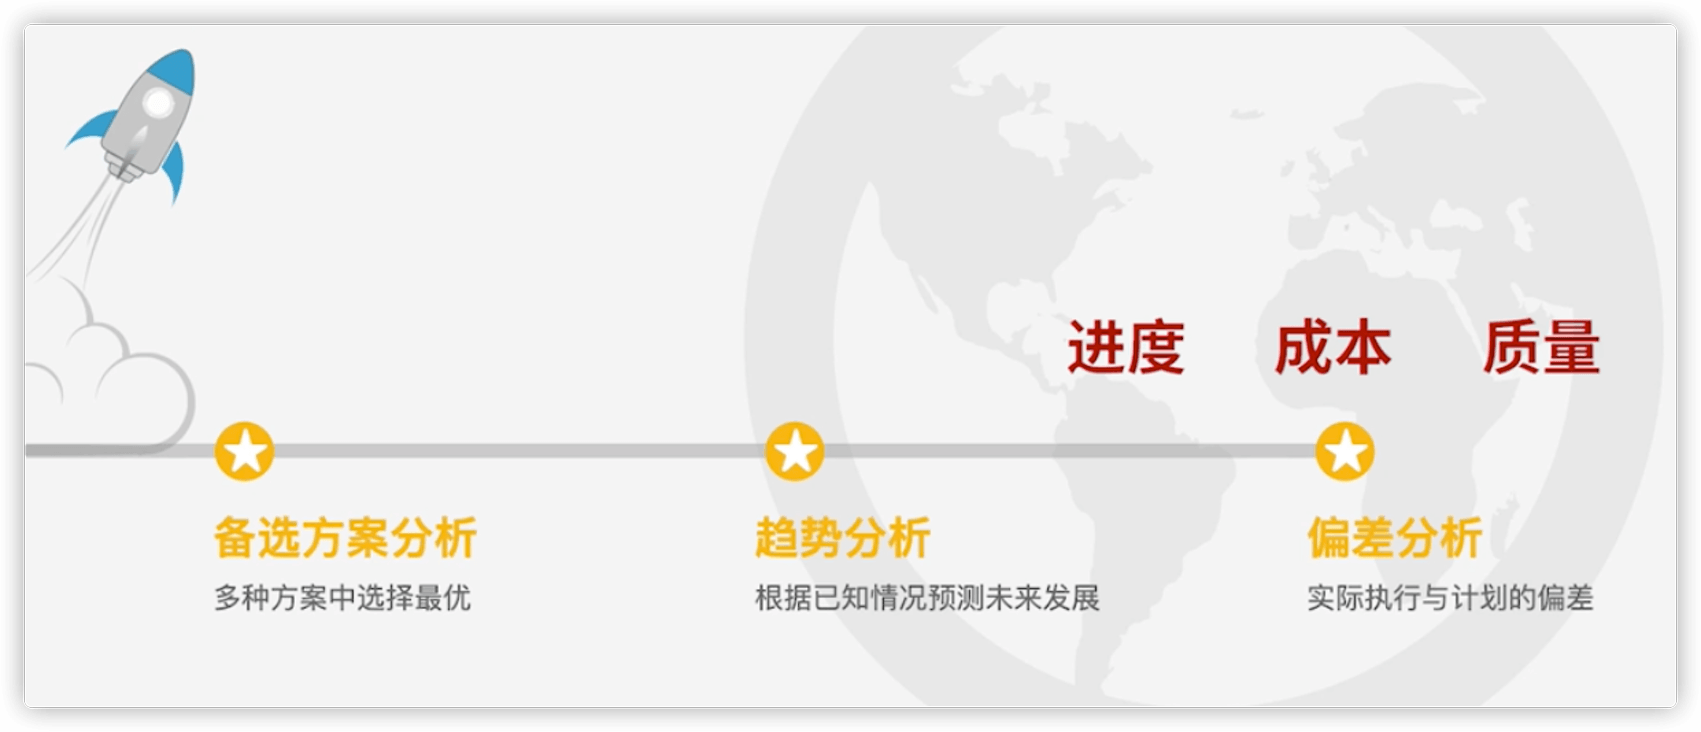 进度 成本 质量
备选方案分析
多种方案中选择最优
趋势分析
根据已知情况预测未来发展
偏差分析
实际执行与计划的偏差